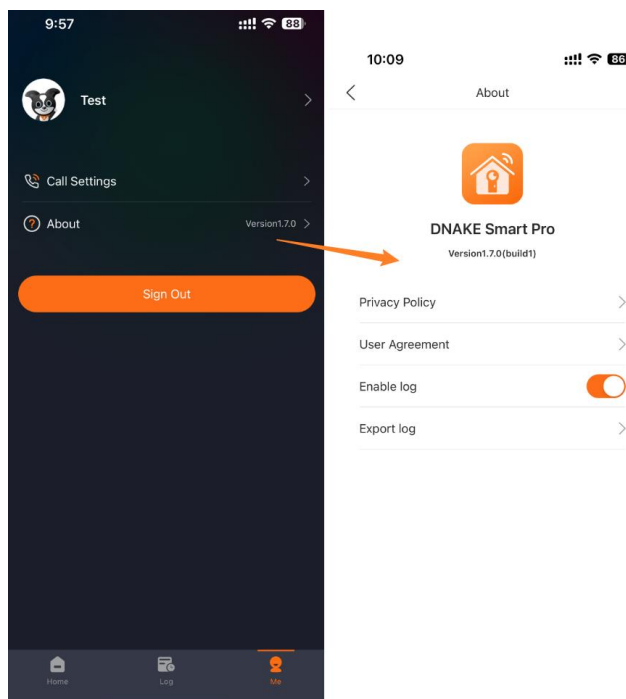 9:57
88
Test
Call Settings
About
Version1.7.0
Sign Out
Home
Log
Me
10:09
86
About
DNAKE Smart Pro
Version1.7.0(build1)
Privacy Policy
User Agreement
Enable log
Export log